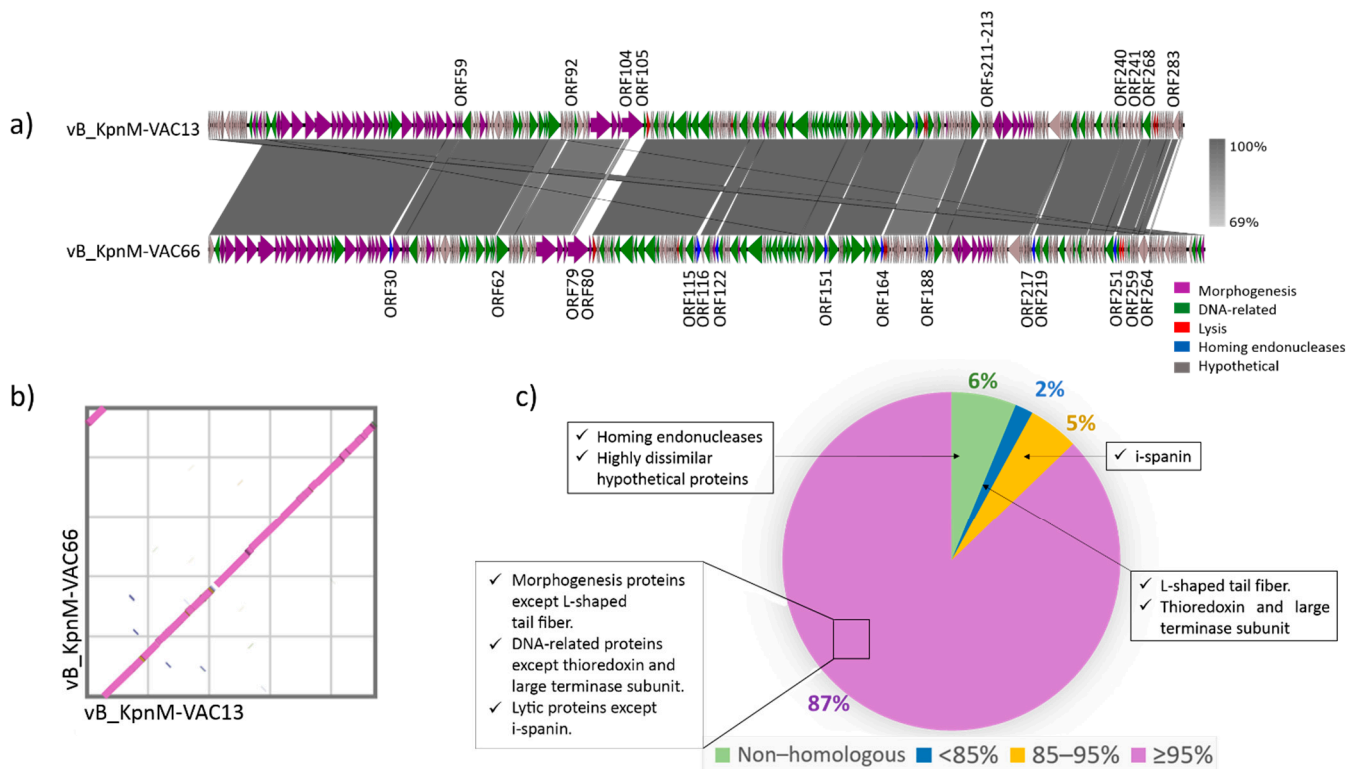 a)
vB_KpnM-VAC13
ORF59
ORF92
ORF104
ORF105
ORFs211-213
ORF240
ORF241
ORF268
ORF283
100%
69%
vB_KpnM-VAC66
ORF30
ORF62
ORF79
ORF80
ORF115
ORF116
ORF122
ORF151
ORF164
ORF188
ORF217
ORF219
ORF251
ORF259
ORF264
Morphogenesis
DNA-related
Lysis
Homing endonucleases
Hypothetical
b)
vB_KpnM-VAC66
vB_KpnM-VAC13
c)
6%
2%
5%
87%
✓ Homing endonucleases
✓ Highly dissimilar
hypothetical proteins
✓ i-spanin
✓ L-shaped tail fiber.
✓ Thioredoxin and large
terminase subunit
✓ Morphogenesis proteins
except L-shaped
tail fiber.
✓ DNA-related proteins
except thioredoxin and
large terminase subunit.
✓ Lytic proteins except
i-spanin.
Non–homologous <85% 85–95% ≥95%